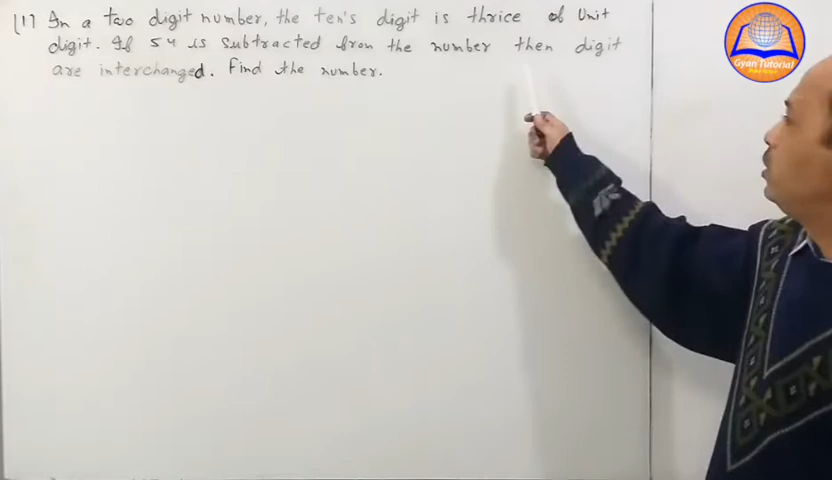 [1] In a two digit number, the ten's digit is thrice of Unit
digit. If 54 is subtracted from the number then digit
are interchanged. Find the number.
Gyan Tutorial